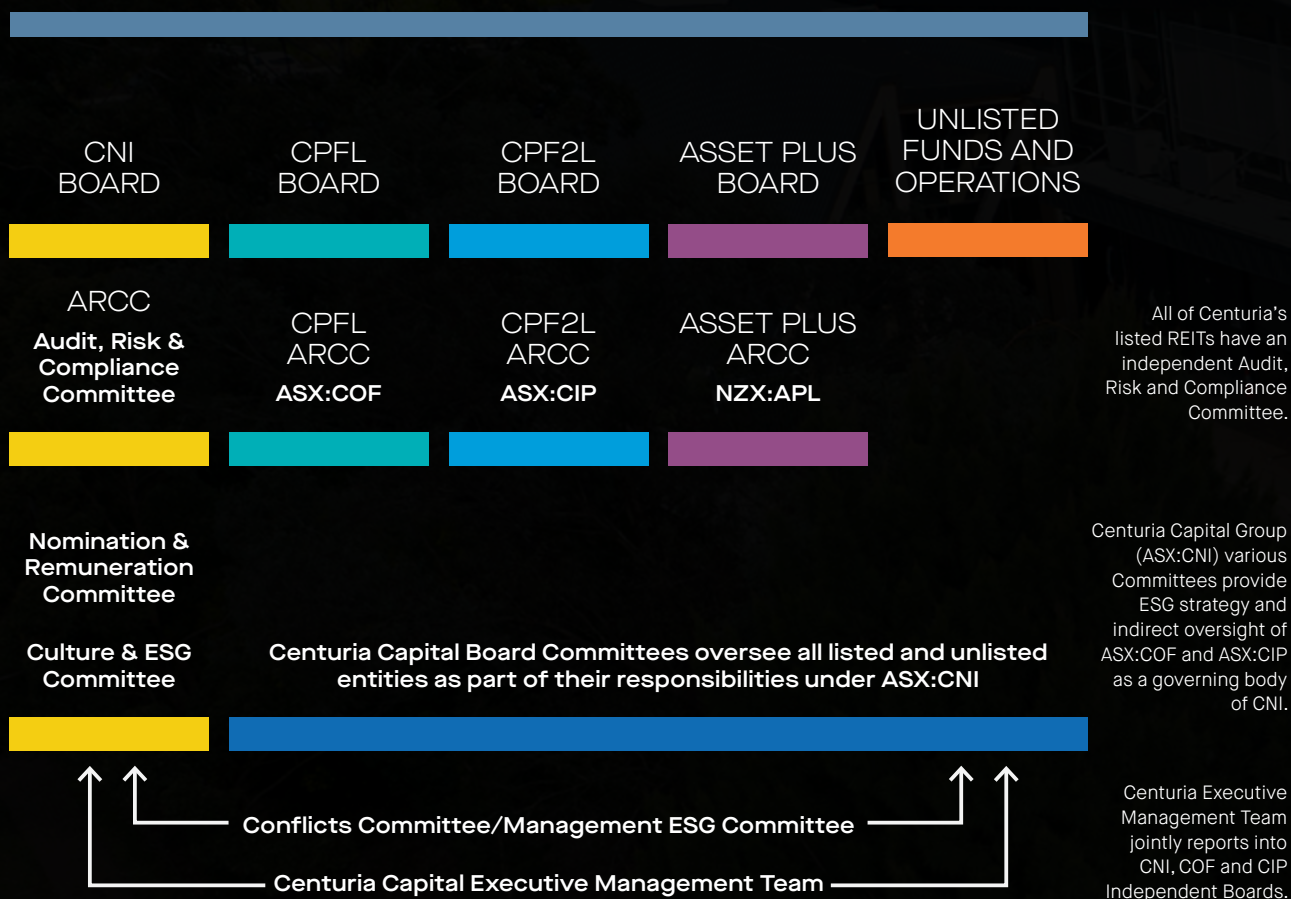 CNI
BOARD
CPFL
BOARD
CPF2L
BOARD
ASSET PLUS
BOARD
UNLISTED
FUNDS AND
OPERATIONS
ARCC
Audit, Risk &
Compliance
Committee
CPFL
ARCC
ASX:COF
CPF2L
ARCC
ASX:CIP
ASSET PLUS
ARCC
NZX:APL
All of Centuria's
listed REITs have an
independent Audit,
Risk and Compliance
Committee.
Nomination &
Remuneration
Committee
Culture & ESG
Committee
Centuria Capital Board Committees oversee all listed and unlisted
entities as part of their responsibilities under ASX:CNI
Centuria Capital Group
(ASX:CNI) various
Committees provide
ESG strategy and
indirect oversight of
ASX:COF and ASX:CIP
as a governing body
of CNI.
Conflicts Committee/Management ESG Committee
Centuria Capital Executive Management Team
Centuria Executive
Management Team
jointly reports into
CNI, COF and CIP
Independent Boards.